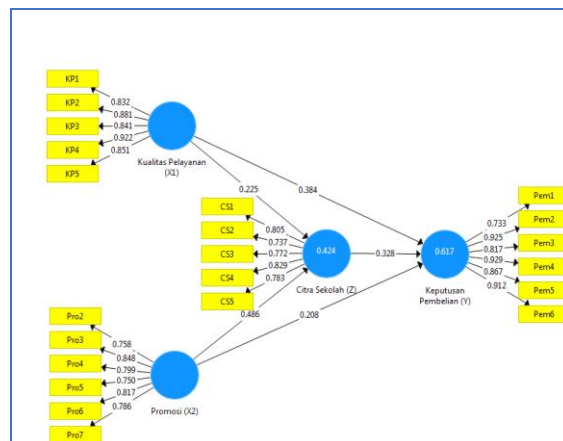 KP1
KP2
KP3
KP4
KP5
0.832
0.881
0.841
0.922
0.851
Kualitas Pelayanan
(X1)
0.225
0.384
CS1
CS2
CS3
CS4
CS5
0.805
0.737
0.772
0.829
0.783
0.424
Citra Sekolah (Z)
0.328
0.617
Keputusan
Pembelian (Y)
0.733
0.925
0.817
0.929
0.867
0.912
Pem1
Pem2
Pem3
Pem4
Pem5
Pem6
0.486
0.208
Pro2
Pro3
Pro4
Pro5
Pro6
Pro7
0.758
0.848
0.799
0.750
0.817
0.786
Promosi (X2)